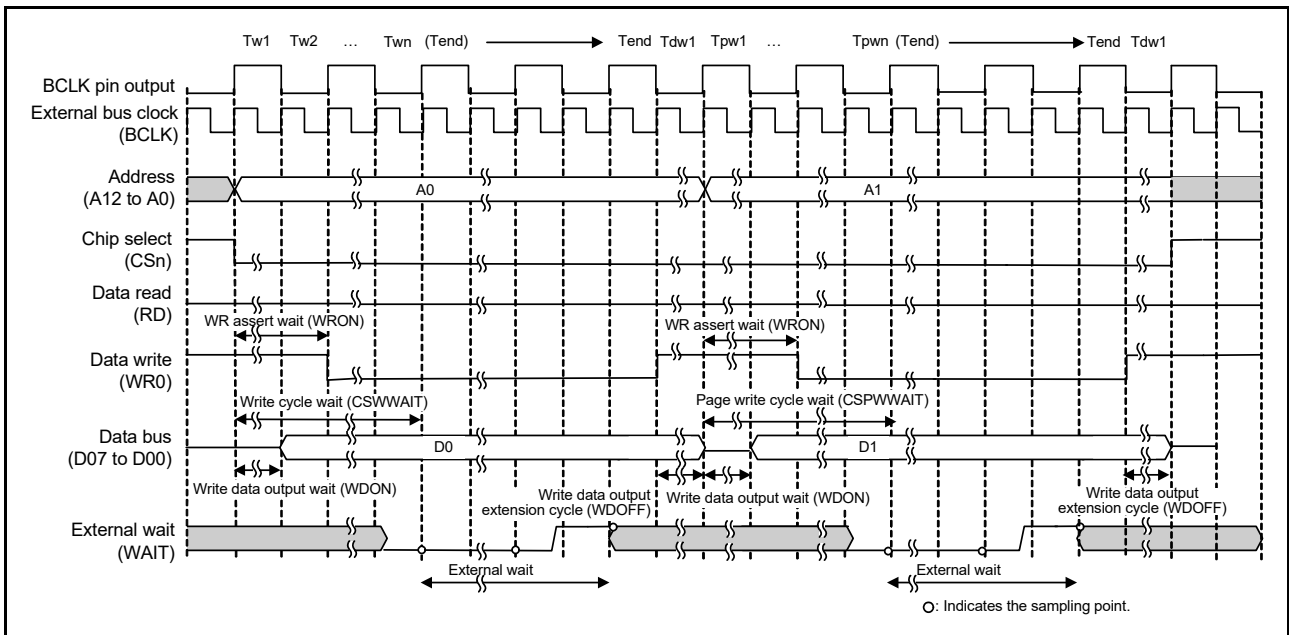 Tw1 Tw2 … Twn (Tend) Tend Tdw1 Tpw1 … Tpwn (Tend) Tend Tdw1
BCLK pin output
External bus clock
(BCLK)
Address
(A12 to A0)
A0
A1
Chip select
(CSn)
Data read
(RD)
WR assert wait (WRON)
WR assert wait (WRON)
Data write
(WR0)
Write cycle wait (CSWWAIT)
Page write cycle wait (CSPWWAIT)
Data bus
(D07 to D00)
D0
D1
Write data output wait (WDON)
Write data output
extension cycle (WDOFF)
Write data output wait (WDON)
Write data output
extension cycle (WDOFF)
External wait
(WAIT)
External wait
External wait
O: Indicates the sampling point.